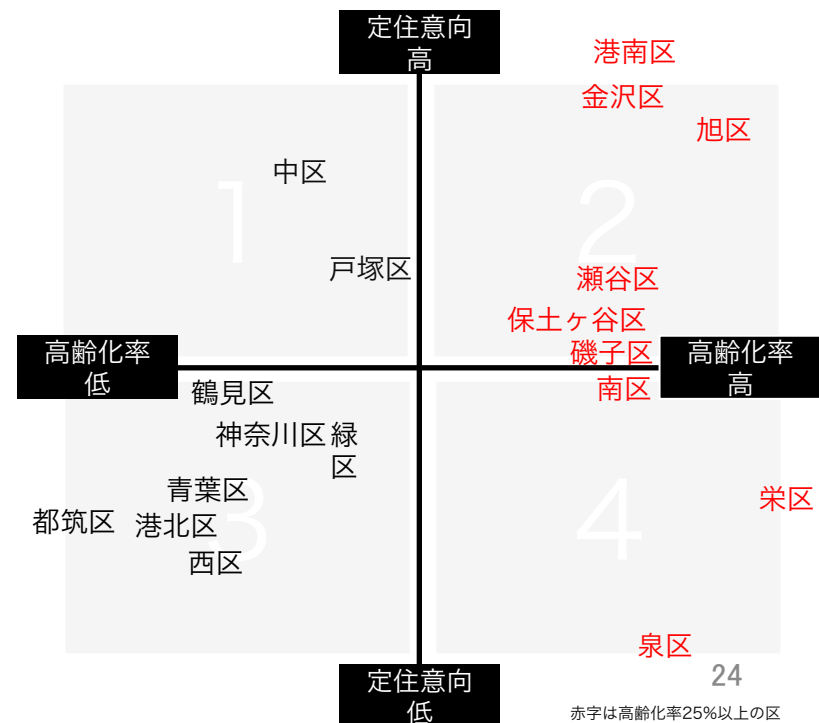 定住意向
高
港南区
金沢区
旭区
1
2
中区
戸塚区
瀬谷区
保土ヶ谷区
磯子区
高齢化率
低
高齢化率
高
南区
鶴見区
神奈川区
緑
区
3
4
青葉区
都筑区
港北区
西区
栄区
泉区
定住意向
低
24
赤字は高齢化率25%以上の区